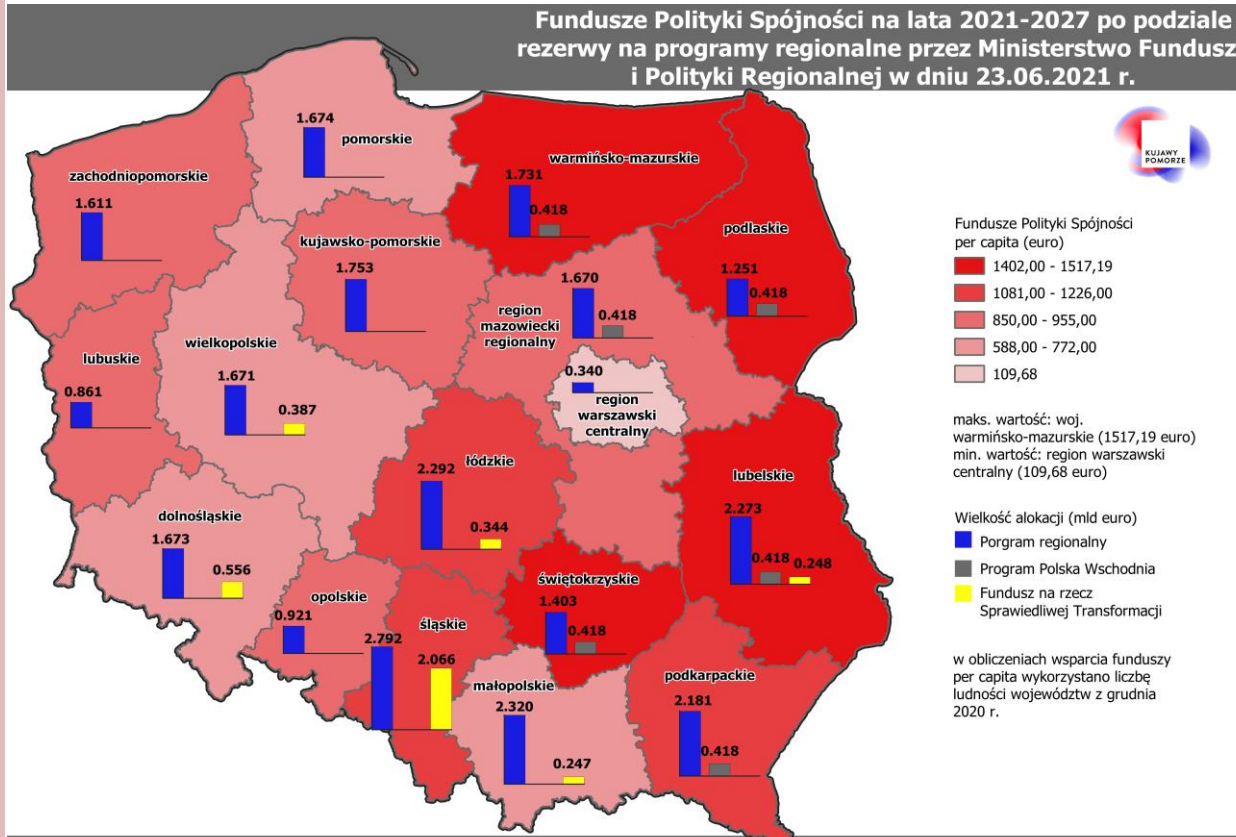 Fundusze Polityki Spójności na lata 2021-2027 po podziale
rezerwy na programy regionalne przez Ministerstwo Fundusz
i Polityki Regionalnej w dniu 23.06.2021 r.
KUJAWY
POMORZE
1.674
pomorskie
zachodniopomorskie
1.611
warmińsko-mazurskie
1.731
0.418
podlaskie
1.251
0.418
kujawsko-pomorskie
1.753
region
mazowiecki
regionalny
1.670
0.418
lubuskie
0.861
wielkopolskie
1.671
0.387
0.340
region
warszawski
centralny
łódzkie
2.292
0.344
lubelskie
2.273
0.418
0.248
dolnośląskie
1.673
0.556
opolskie
0.921
śląskie
2.792
2.066
świętokrzyskie
1.403
0.418
małopolskie
2.320
0.247
podkarpackie
2.181
0.418
Fundusze Polityki Spójności
per capita (euro)
1402,00 - 1517,19
1081,00 - 1226,00
850,00 - 955,00
588,00 - 772,00
109,68
maks. wartość: woj.
warmińsko-mazurskie (1517,19 euro)
min. wartość: region warszawski
centralny (109,68 euro)
Wielkość alokacji (mld euro)
Porgram regionalny
Program Polska Wschodnia
Fundusz na rzecz
Sprawiedliwej Transformacji
w obliczeniach wsparcia funduszy
per capita wykorzystano liczbę
ludności województw z grudnia
2020 r.